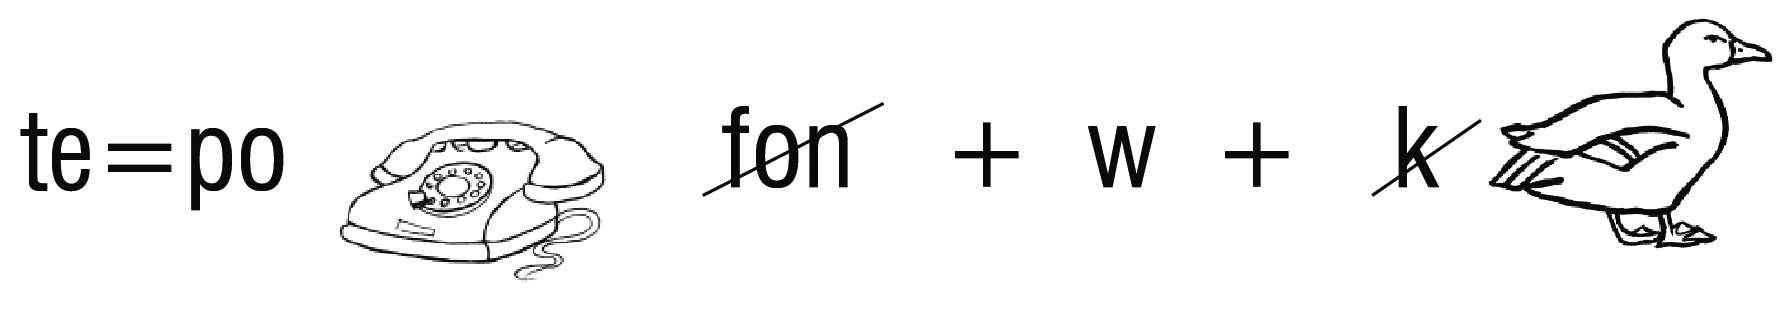 te=po fon + w + k